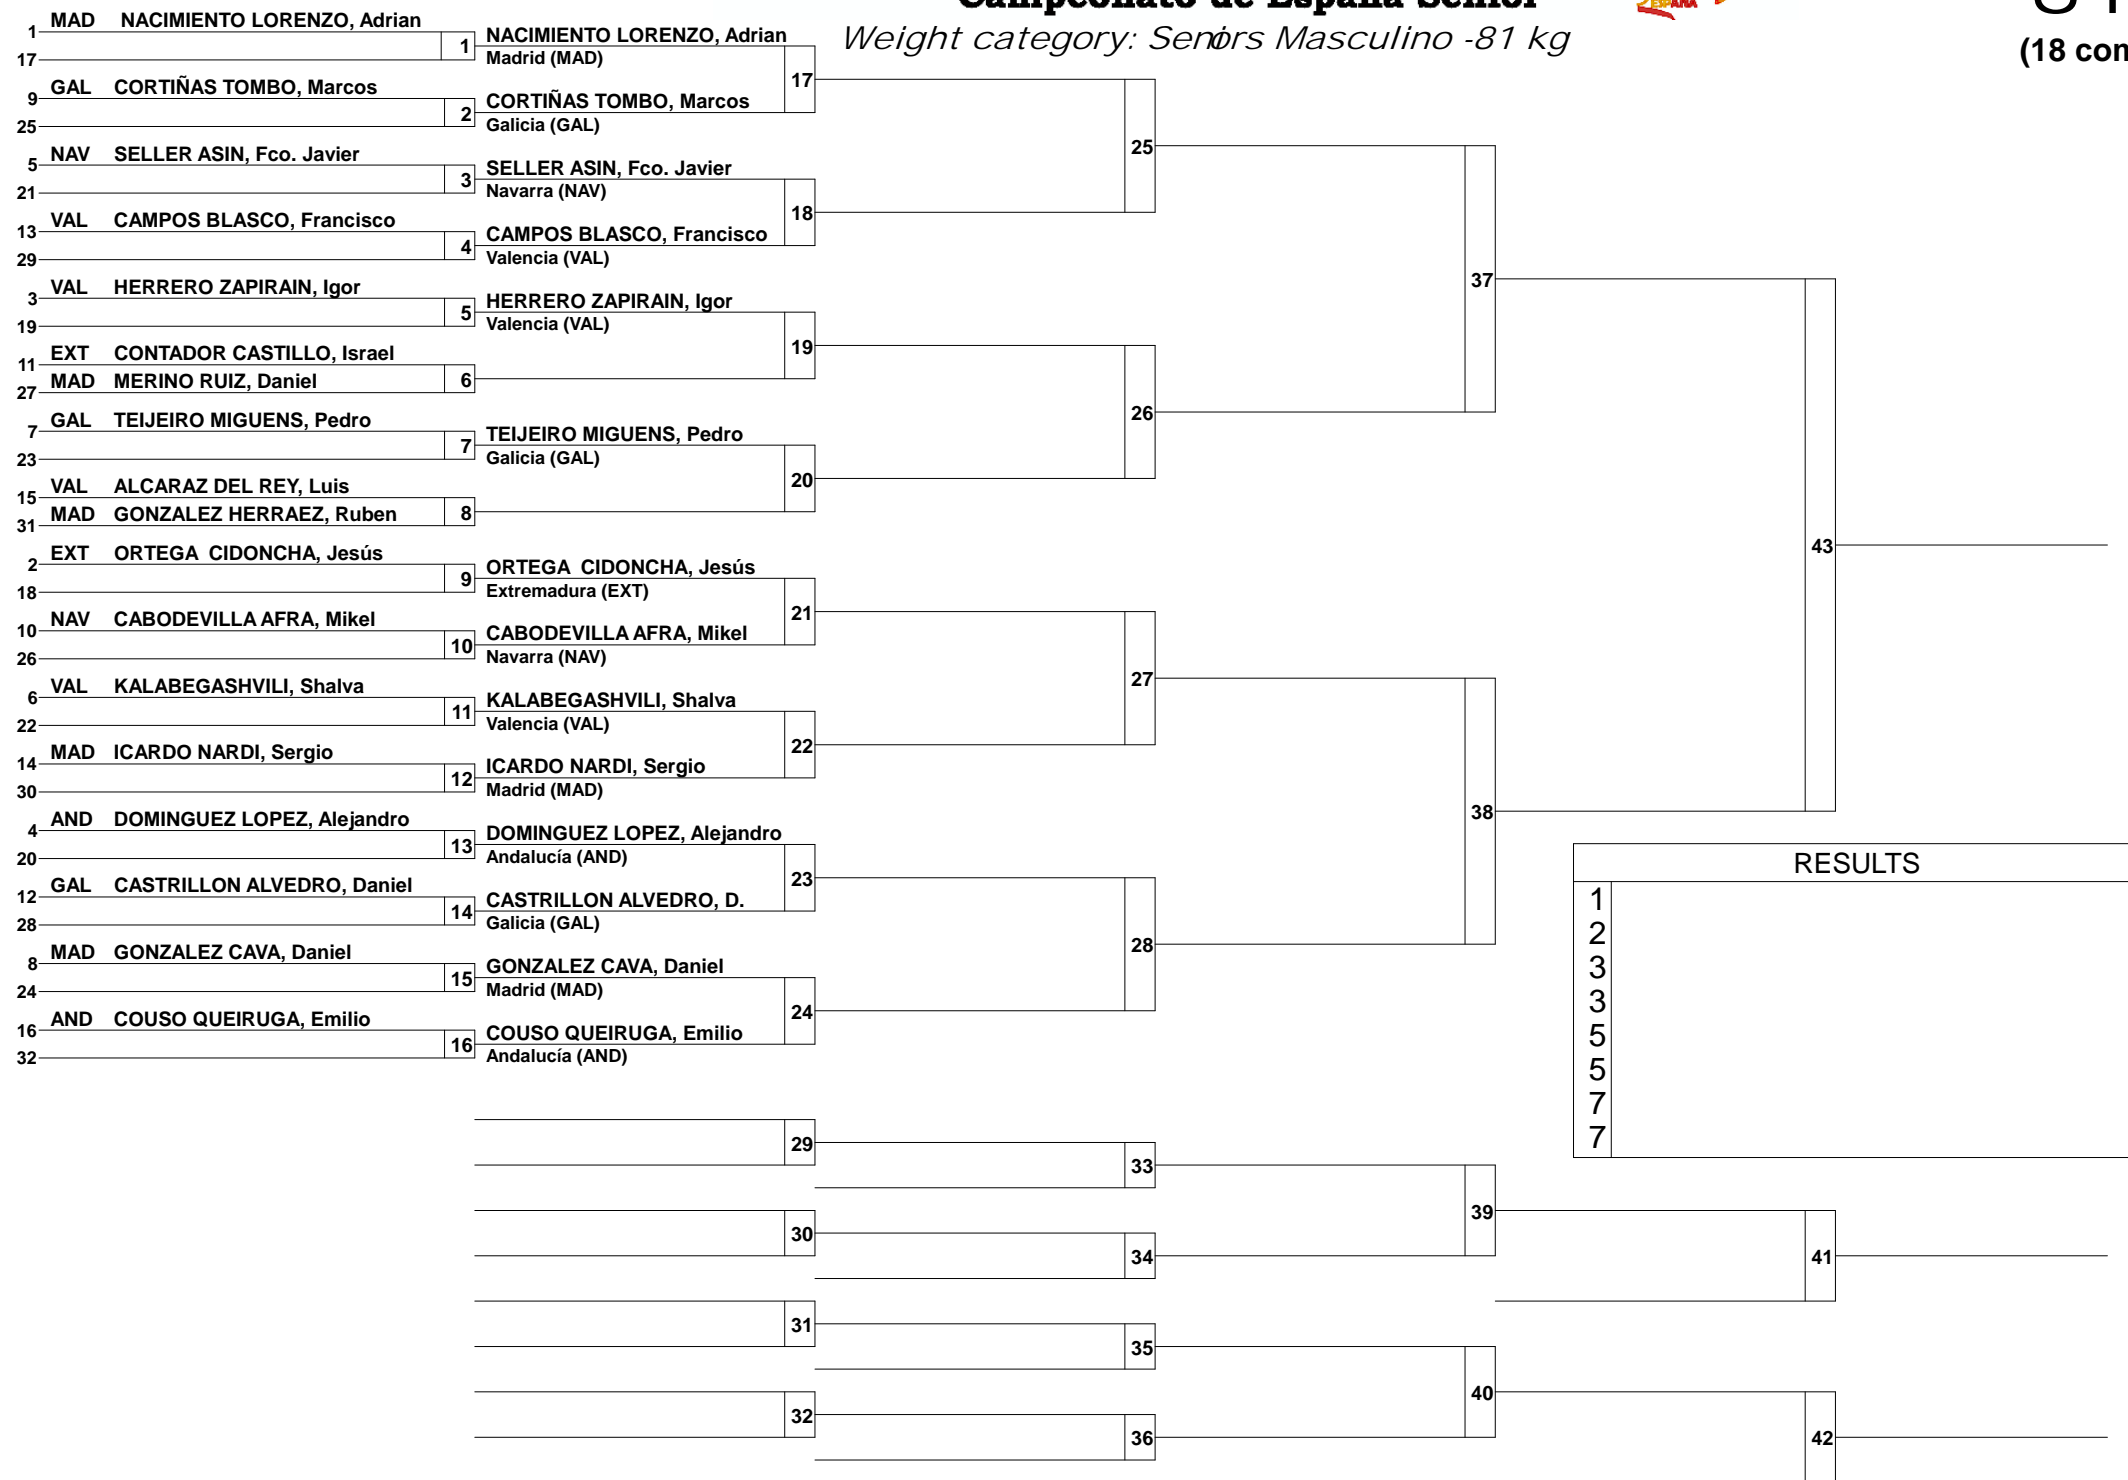 Campeonato de España Senior
ESPAÑA
Weight category: Seniórs Masculino -81 kg
(18 com
1 MAD NACIMIENTO LORENZO, Adrian
17
1 NACIMIENTO LORENZO, Adrian
Madrid (MAD)
17
9 GAL CORTIÑAS TOMBO, Marcos
25
2 CORTIÑAS TOMBO, Marcos
Galicia (GAL)
25
5 NAV SELLER ASIN, Fco. Javier
21
3 SELLER ASIN, Fco. Javier
Navarra (NAV)
18
13 VAL CAMPOS BLASCO, Francisco
29
4 CAMPOS BLASCO, Francisco
Valencia (VAL)
37
3 VAL HERRERO ZAPIRAIN, Igor
19
5 HERRERO ZAPIRAIN, Igor
Valencia (VAL)
19
11 EXT CONTADOR CASTILLO, Israel
27 MAD MERINO RUIZ, Daniel
6
26
7 GAL TEIJEIRO MIGUENS, Pedro
23
7 TEIJEIRO MIGUENS, Pedro
Galicia (GAL)
20
15 VAL ALCARAZ DEL REY, Luis
31 MAD GONZALEZ HERRAEZ, Ruben
8
43
2 EXT ORTEGA CIDONCHA, Jesús
18
9 ORTEGA CIDONCHA, Jesús
Extremadura (EXT)
21
10 NAV CABODEVILLA AFRA, Mikel
26
10 CABODEVILLA AFRA, Mikel
Navarra (NAV)
27
6 VAL KALABEGASHVILI, Shalva
22
11 KALABEGASHVILI, Shalva
Valencia (VAL)
22
14 MAD ICARDO NARDI, Sergio
30
12 ICARDO NARDI, Sergio
Madrid (MAD)
38
4 AND DOMINGUEZ LOPEZ, Alejandro
20
13 DOMINGUEZ LOPEZ, Alejandro
Andalucía (AND)
23
12 GAL CASTRILLON ALVEDRO, Daniel
28
14 CASTRILLON ALVEDRO, D.
Galicia (GAL)
28
8 MAD GONZALEZ CAVA, Daniel
24
15 GONZALEZ CAVA, Daniel
Madrid (MAD)
24
16 AND COUSO QUEIRUGA, Emilio
32
16 COUSO QUEIRUGA, Emilio
Andalucía (AND)
RESULTS
1
2
3
3
5
5
7
7
29
33
30
39
34
41
31
35
40
32
36
42